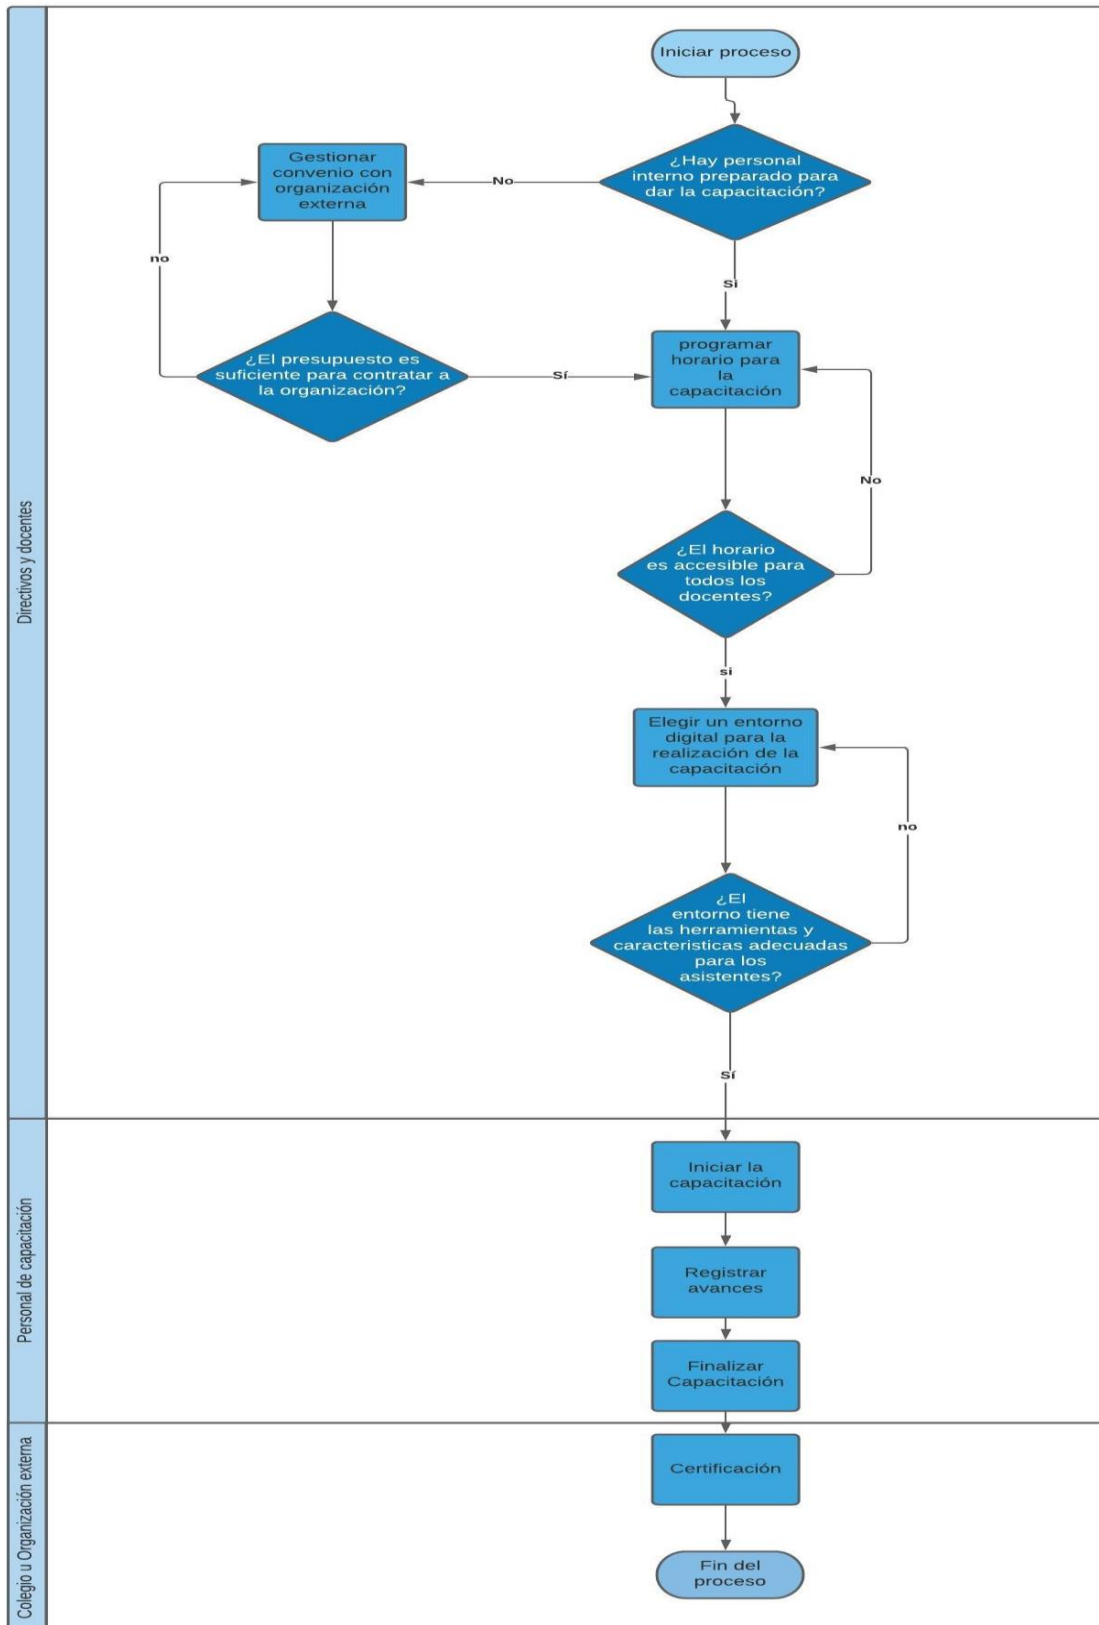 Iniciar proceso
¿Hay personal
interno preparado para
dar la capacitación?
No
Gestionar
convenio con
organización
externa
no
Si
¿El presupuesto es
suficiente para contratar a
la organización?
Sí
programar
horario para
la
capacitación
No
¿El horario
es accesible para
todos los
docentes?
si
Elegir un entorno
digital para la
realización de la
capacitación
no
¿El
entorno tiene
las herramientas y
caracteristicas adecuadas
para los
asistentes?
Sí
Directivos y docentes
Iniciar la
capacitación
Registrar
avances
Finalizar
Capacitación
Personal de capacitación
Certificación
Fin del
proceso
Colegio u Organización externa